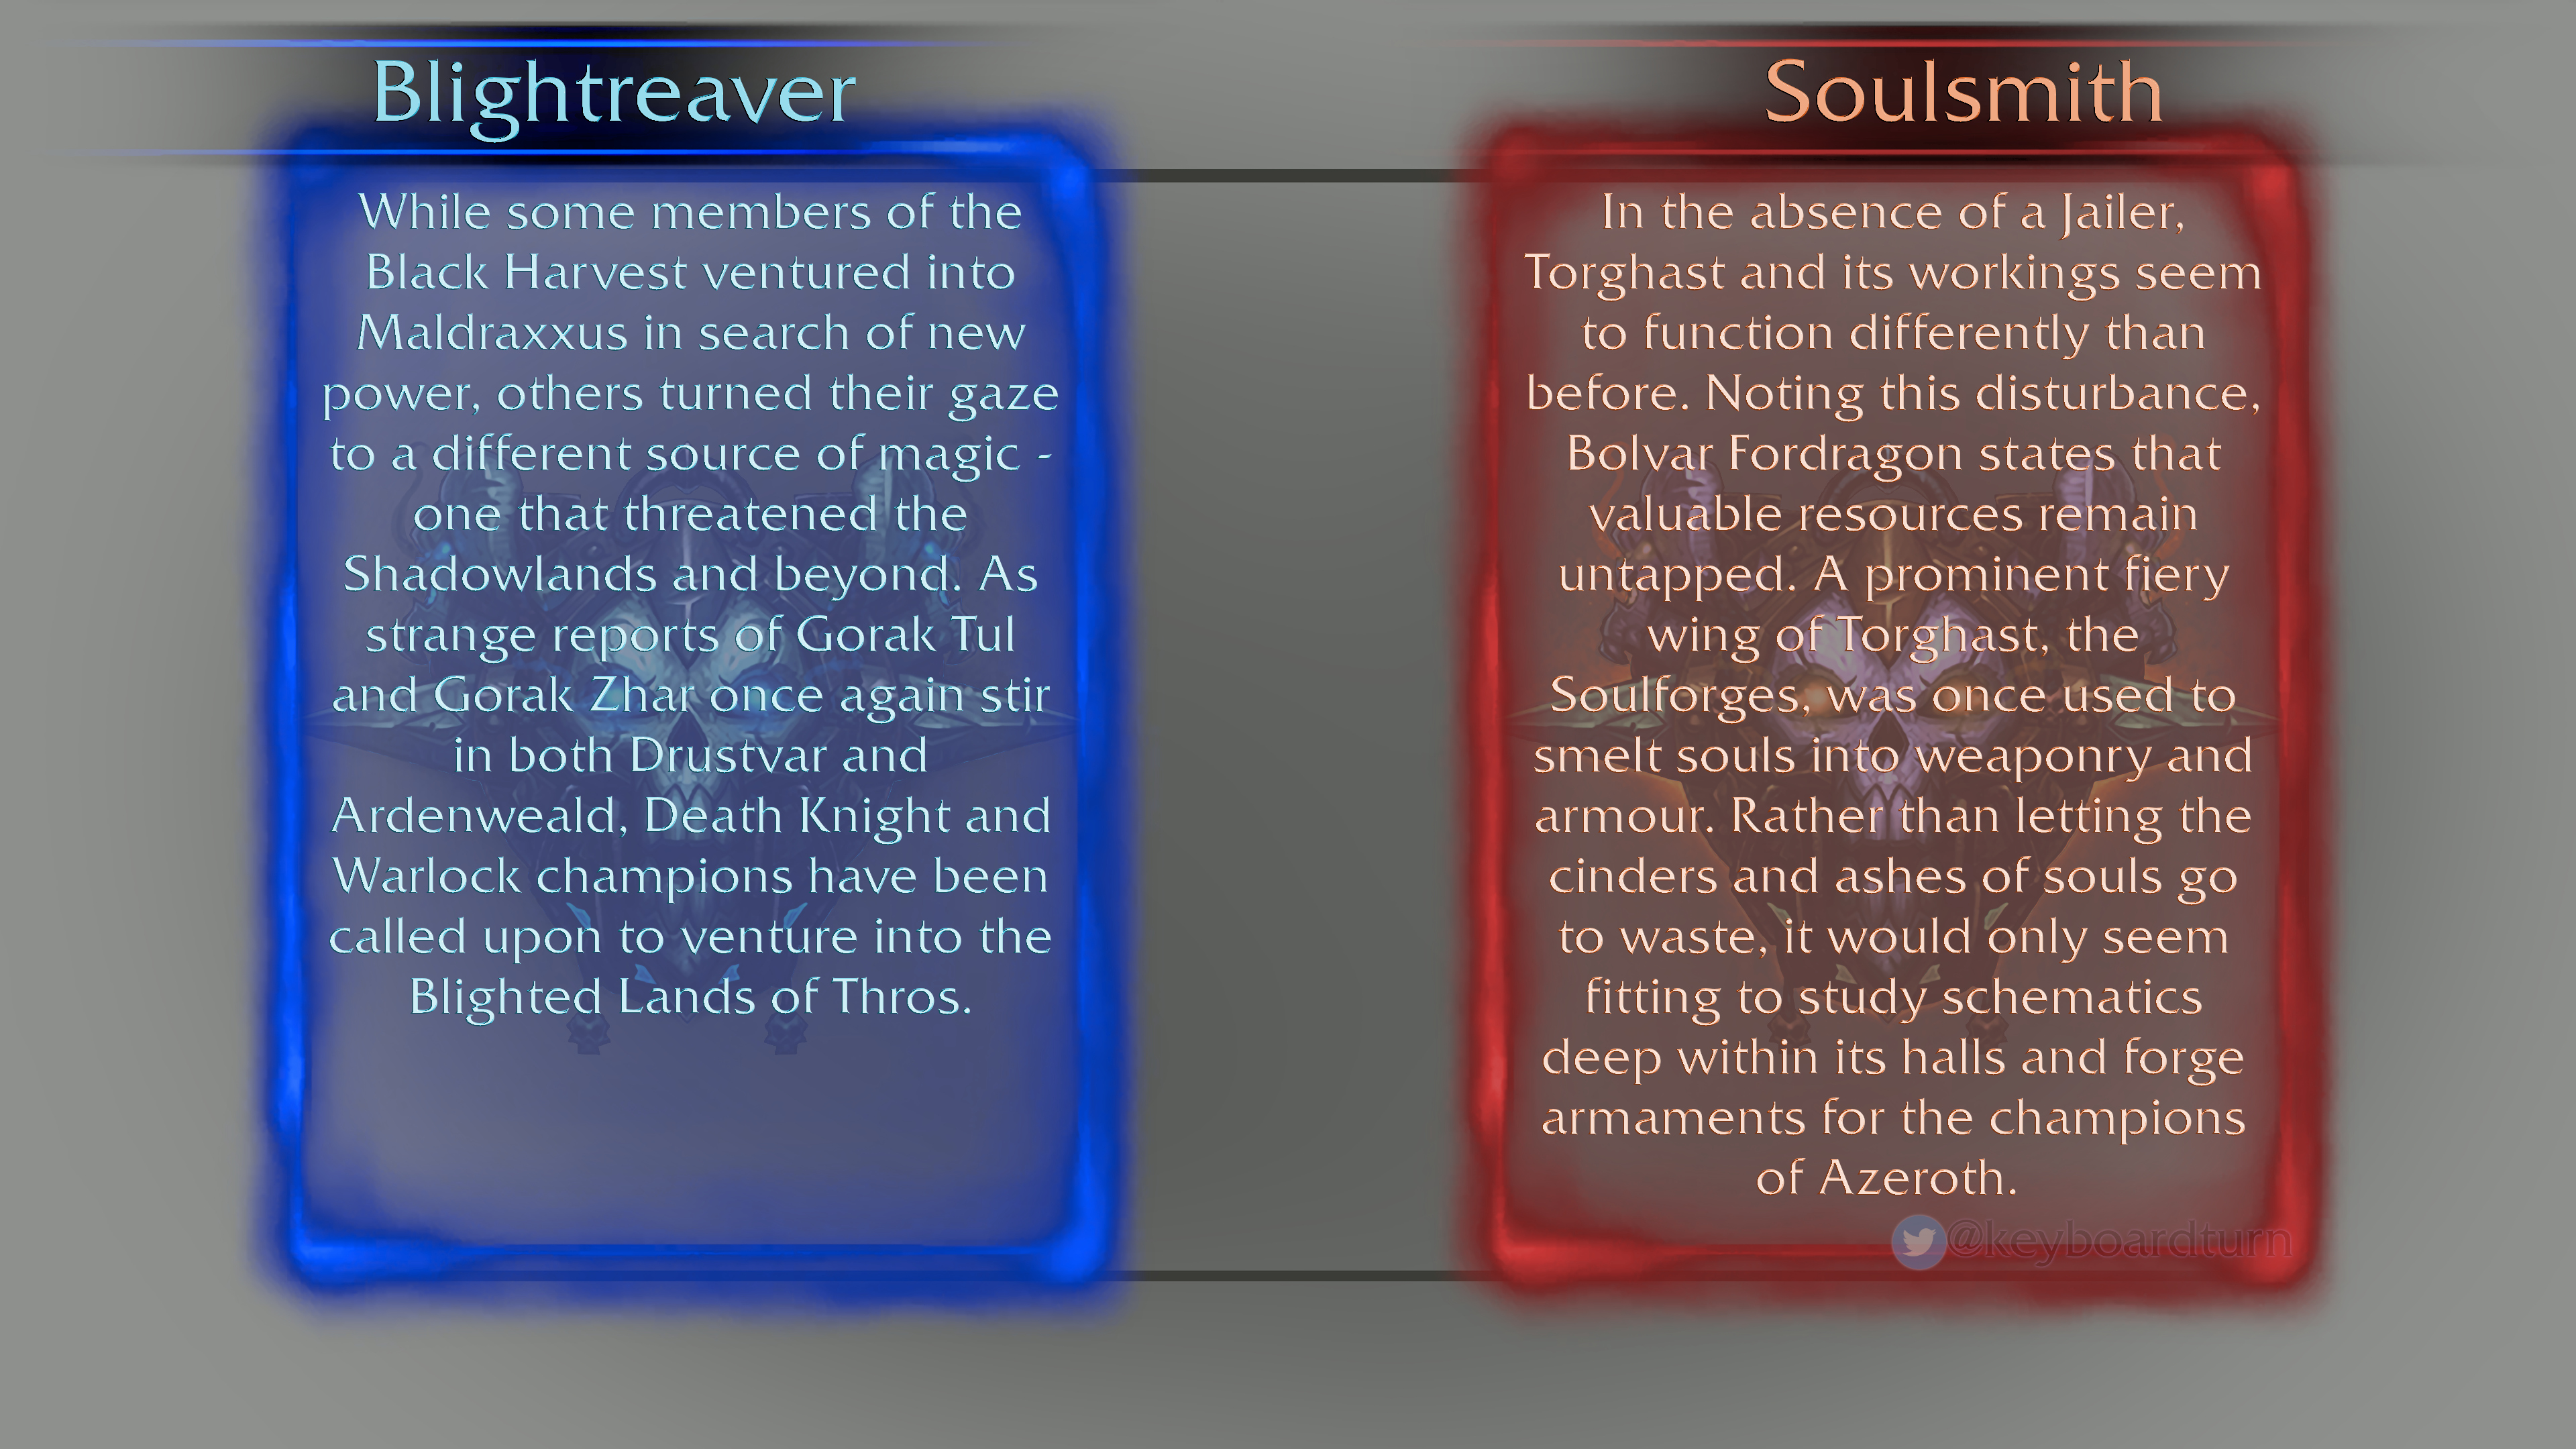 Blightreaver
While some members of the
Black Harvest ventured into
Maldraxxus in search of new
power, others turned their gaze
to a different source of magic -
one that threatened the
Shadowlands and beyond. As
strange reports of Gorak Tul
and Gorak Zhar once again stir
in both Drustvar and
Ardenweald, Death Knight and
Warlock champions have been
called upon to venture into the
Blighted Lands of Thros.
Soulsmith
In the absence of a Jailer,
Torghast and its workings seem
to function differently than
before. Noting this disturbance,
Bolvar Fordragon states that
valuable resources remain
untapped. A prominent fiery
wing of Torghast, the
Soulforges, was once used to
smelt souls into weaponry and
armour. Rather than letting the
cinders and ashes of souls go
to waste, it would only seem
fitting to study schematics
deep within its halls and forge
armaments for the champions
of Azeroth.
@keyboardturn